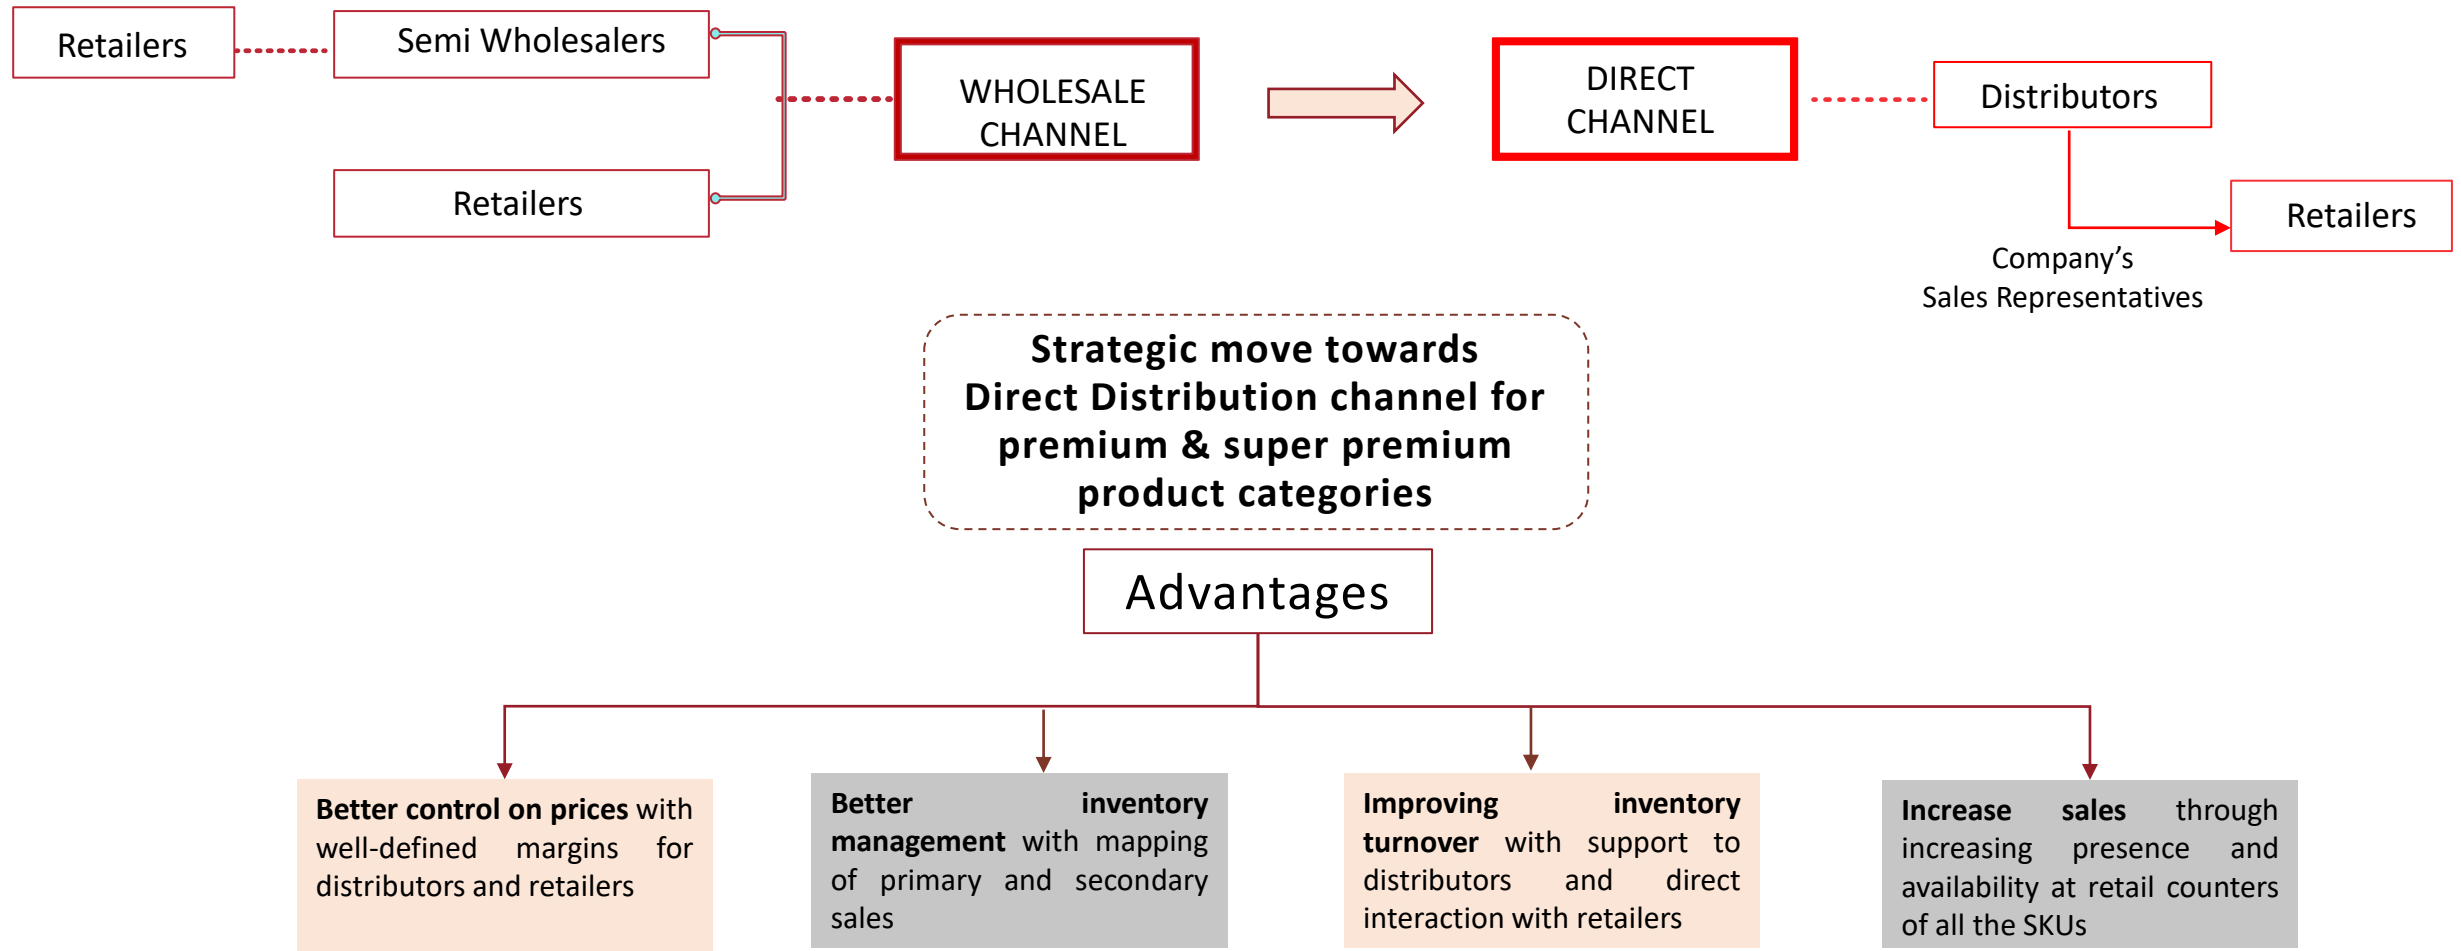 Retailers
Semi Wholesalers
Retailers
WHOLESALE
CHANNEL
DIRECT
CHANNEL
Distributors
Retailers
Company’s
Sales Representatives
Strategic move towards
Direct Distribution channel for
premium & super premium
product categories
Advantages
Better control on prices with
well-defined margins for
distributors and retailers
Better inventory
management with mapping
of primary and secondary
sales
Improving inventory
turnover with support to
distributors and direct
interaction with retailers
Increase sales through
increasing presence and
availability at retail counters
of all the SKUs